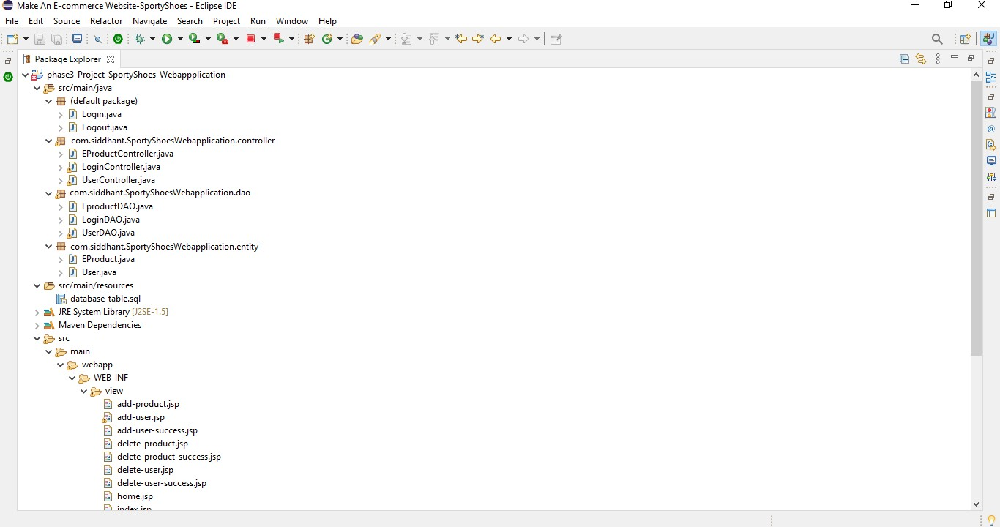 Make An E-commerce Website-SportyShoes - Eclipse IDE
File Edit Source Refactor Navigate Search Project Run Window Help
Package Explorer
phase3-Project-SportyShoes-Webappplication
src/main/java
(default package)
Login.java
Logout.java
com.siddhant.SportyShoesWebapplication.controller
EProductController.java
LoginController.java
UserController.java
com.siddhant.SportyShoesWebapplication.dao
EproductDAO.java
LoginDAO.java
UserDAO.java
com.siddhant.SportyShoesWebapplication.entity
EProduct.java
User.java
src/main/resources
database-table.sql
JRE System Library [J2SE-1.5]
Maven Dependencies
src
main
webapp
WEB-INF
view
add-product.jsp
add-user.jsp
add-user-success.jsp
delete-product.jsp
delete-product-success.jsp
delete-user.jsp
delete-user-success.jsp
home.jsp
index.jsp